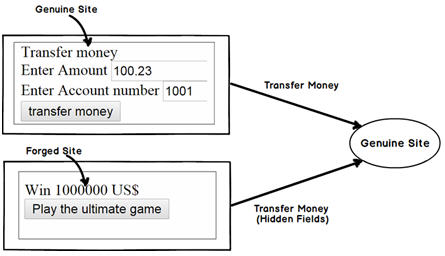 Genuine Site
Transfer money
Enter Amount 100.23
Enter Account number 1001
transfer money
Transfer Money
Genuine Site
Forged Site
Win 1000000 US$
Play the ultimate game
Transfer Money
(Hidden Fields)